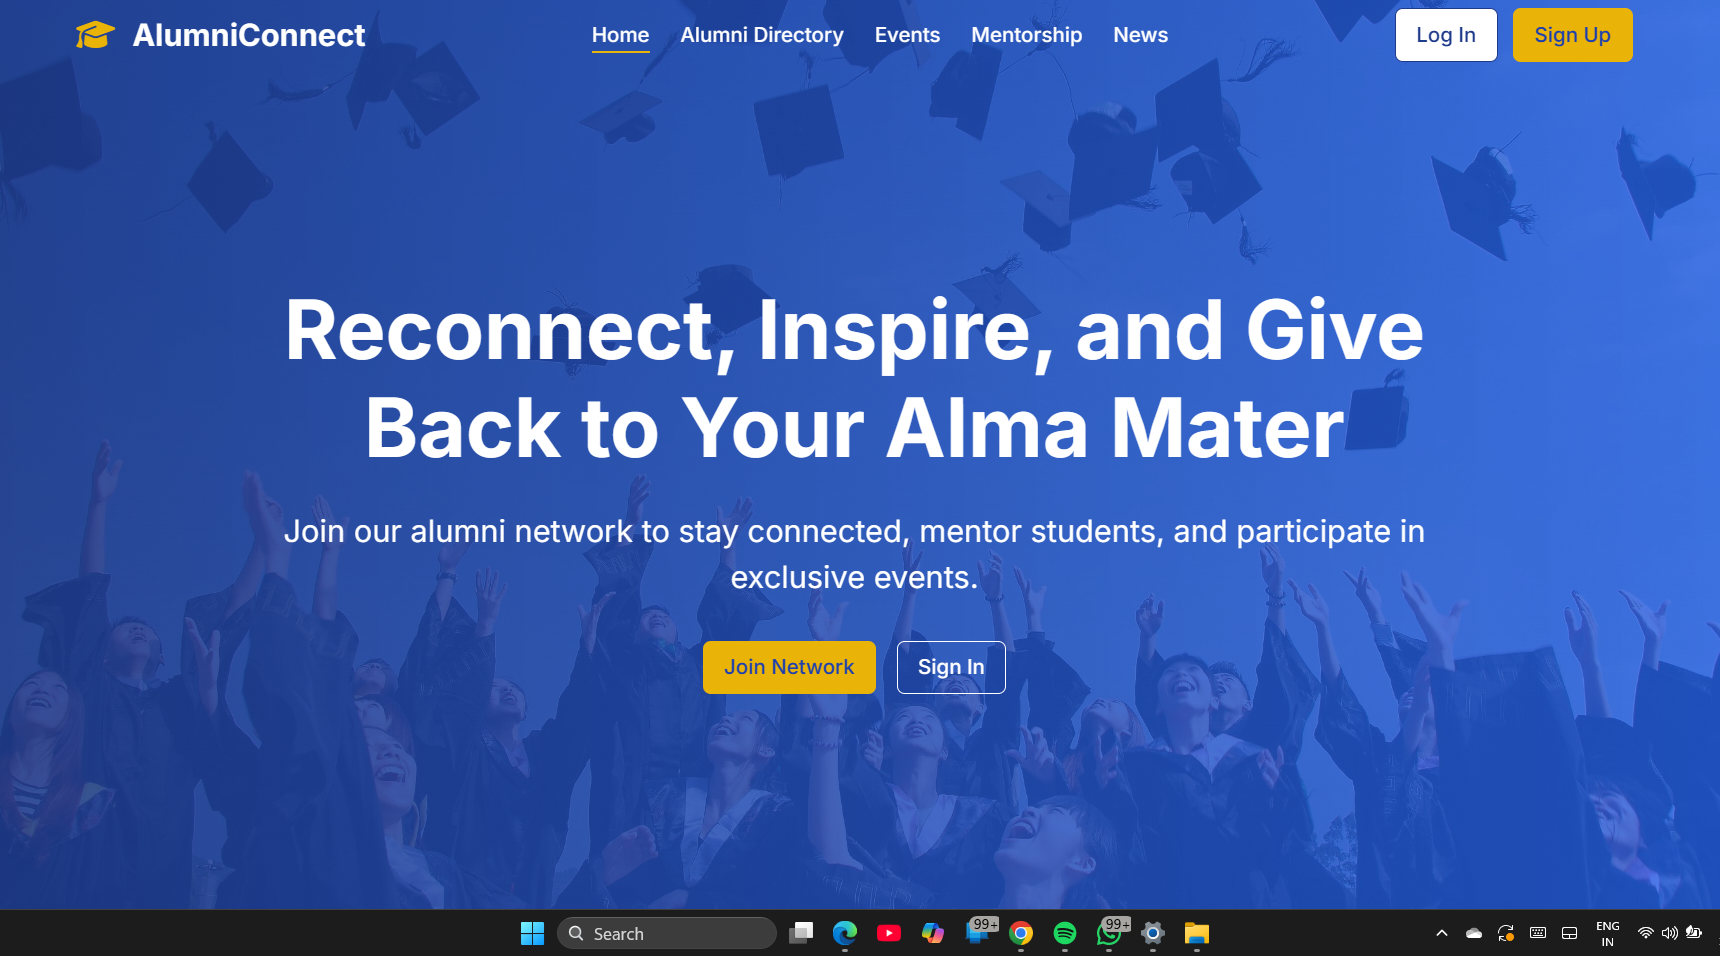 AlumniConnect
Home Alumni Directory Events Mentorship News
Log In Sign Up
Reconnect, Inspire, and Give
Back to Your Alma Mater
Join our alumni network to stay connected, mentor students, and participate in
exclusive events.
Join Network Sign In
Search
99+
99+
ENG
IN